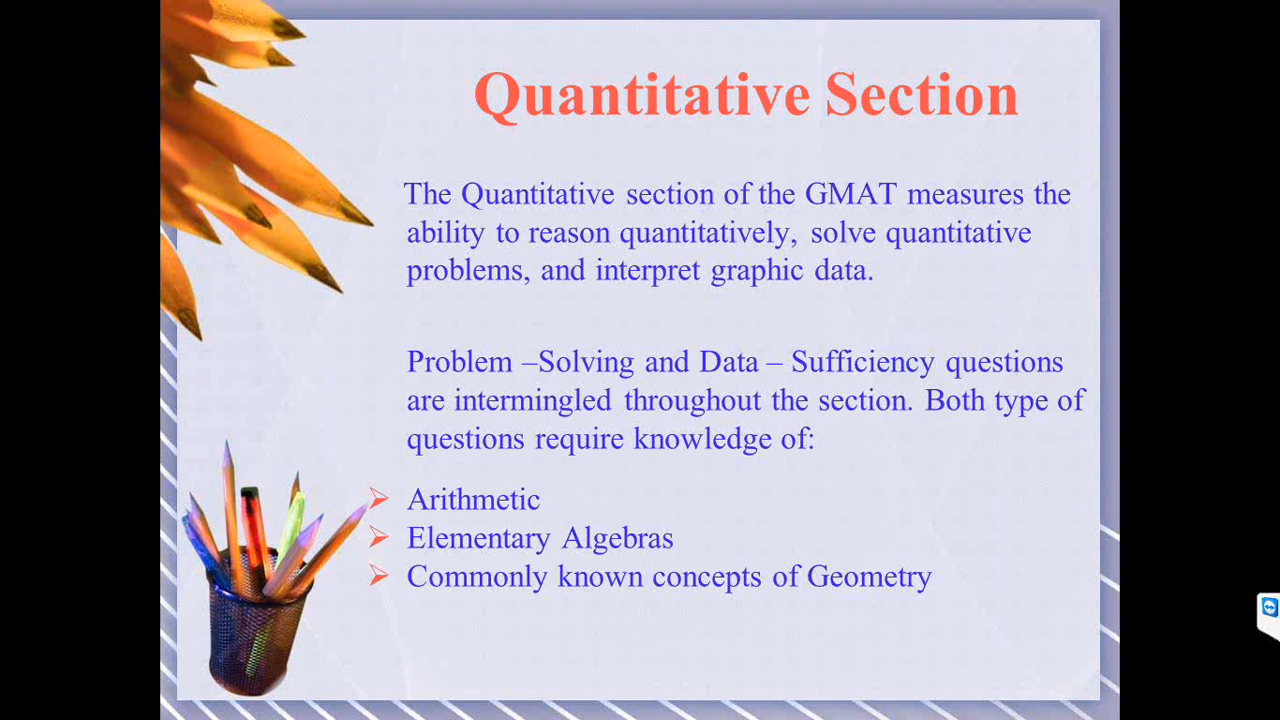 Quantitative Section
The Quantitative section of the GMAT measures the
ability to reason quantitatively, solve quantitative
problems, and interpret graphic data.
Problem –Solving and Data – Sufficiency questions
are intermingled throughout the section. Both type of
questions require knowledge of:
Arithmetic
Elementary Algebras
Commonly known concepts of Geometry